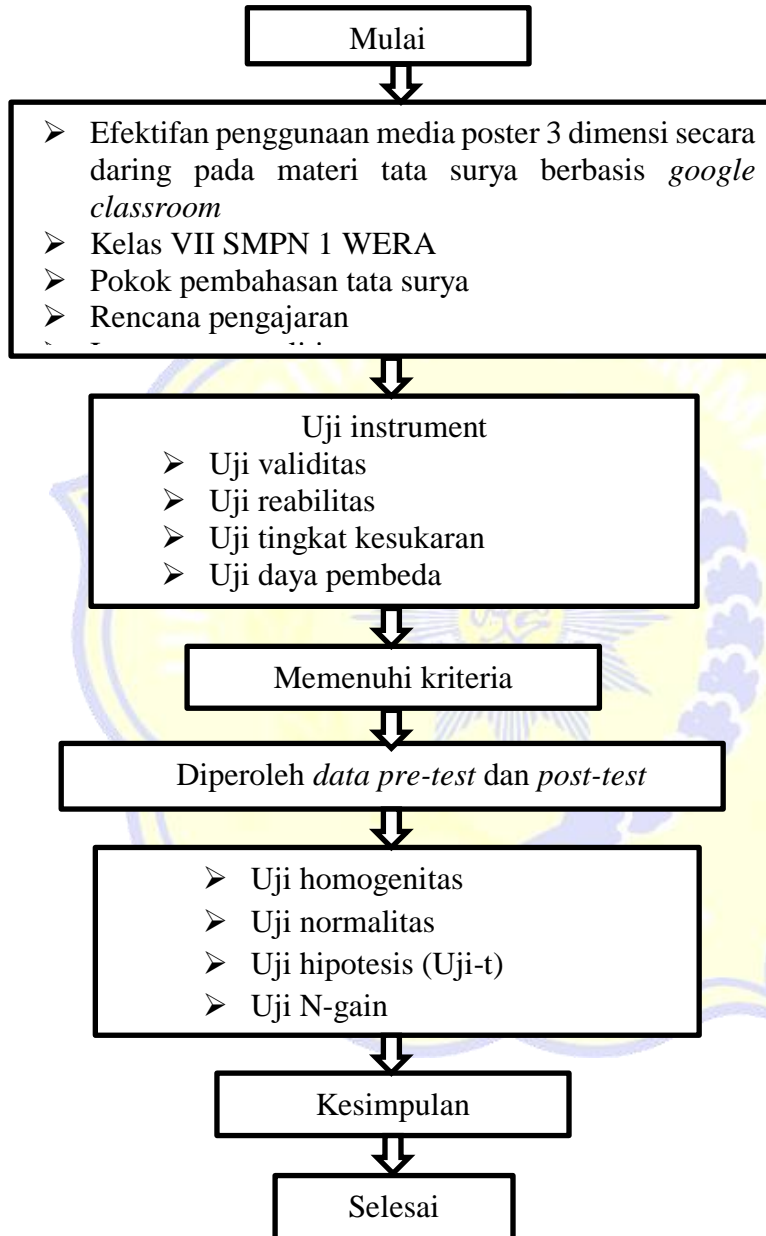 Mulai
➢ Efektifan penggunaan media poster 3 dimensi secara
daring pada materi tata surya berbasis google
classroom
➢ Kelas VII SMPN 1 WERA
➢ Pokok pembahasan tata surya
➢ Rencana pengajaran
Uji instrument
➢ Uji validitas
➢ Uji reabilitas
➢ Uji tingkat kesukaran
➢ Uji daya pembeda
Memenuhi kriteria
Diperoleh data pre-test dan post-test
➢ Uji homogenitas
➢ Uji normalitas
➢ Uji hipotesis (Uji-t)
➢ Uji N-gain
Kesimpulan
Selesai